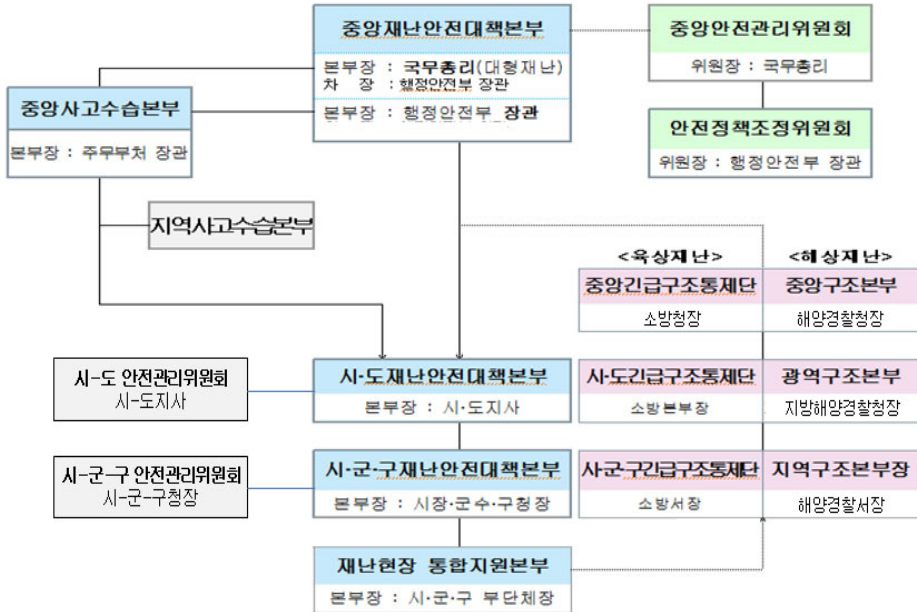 중앙재난안전대책본부
본부장 : 국무총리(대형재난)
차 장 : 행정안전부 장관
본부장 : 행정안전부 장관
중앙안전관리위원회
위원장 : 국무총리
안전정책조정위원회
위원장 : 행정안전부 장관
중앙사고수습본부
본부장 : 주무부처 장관
지역사고수습본부
<육상재난>
<해상재난>
중앙긴급구조통제단
소방청장
중앙구조본부
해양경찰청장
시-도 안전관리위원회
시-도지사
시·도재난안전대책본부
본부장 : 시·도지사
시·도긴급구조통제단
소방본부장
광역구조본부
지방해양경찰청장
시-군-구 안전관리위원회
시-군-구청장
시·군·구재난안전대책본부
본부장 : 시장·군수·구청장
사·군·구긴급구조통제단
소방서장
지역구조본부장
해양경찰서장
재난현장 통합지원본부
본부장 : 시·군·구 부단체장